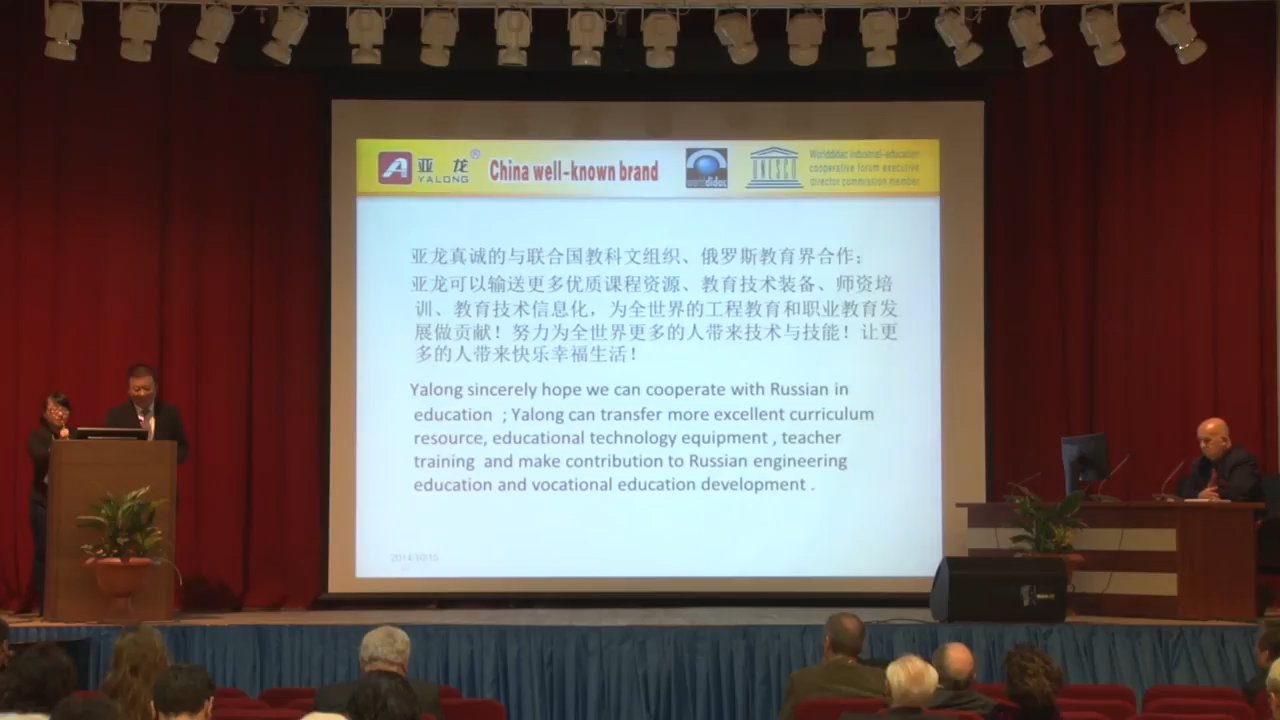 亚龙®
YALONG
China well-known brand
worlddidac
UNESCO
Worlddidac industrial-education
cooperative forum executive
director commission member
亚龙真诚的与联合国教科文组织、俄罗斯教育界合作；
亚龙可以输送更多优质课程资源、教育技术装备、师资培
训、教育技术信息化，为全世界的工程教育和职业教育发
展做贡献！努力为全世界更多的人带来技术与技能！让更
多的人带来快乐幸福生活！
Yalong sincerely hope we can cooperate with Russian in
education ; Yalong can transfer more excellent curriculum
resource, educational technology equipment , teacher
training and make contribution to Russian engineering
education and vocational education development .
2014/10/15